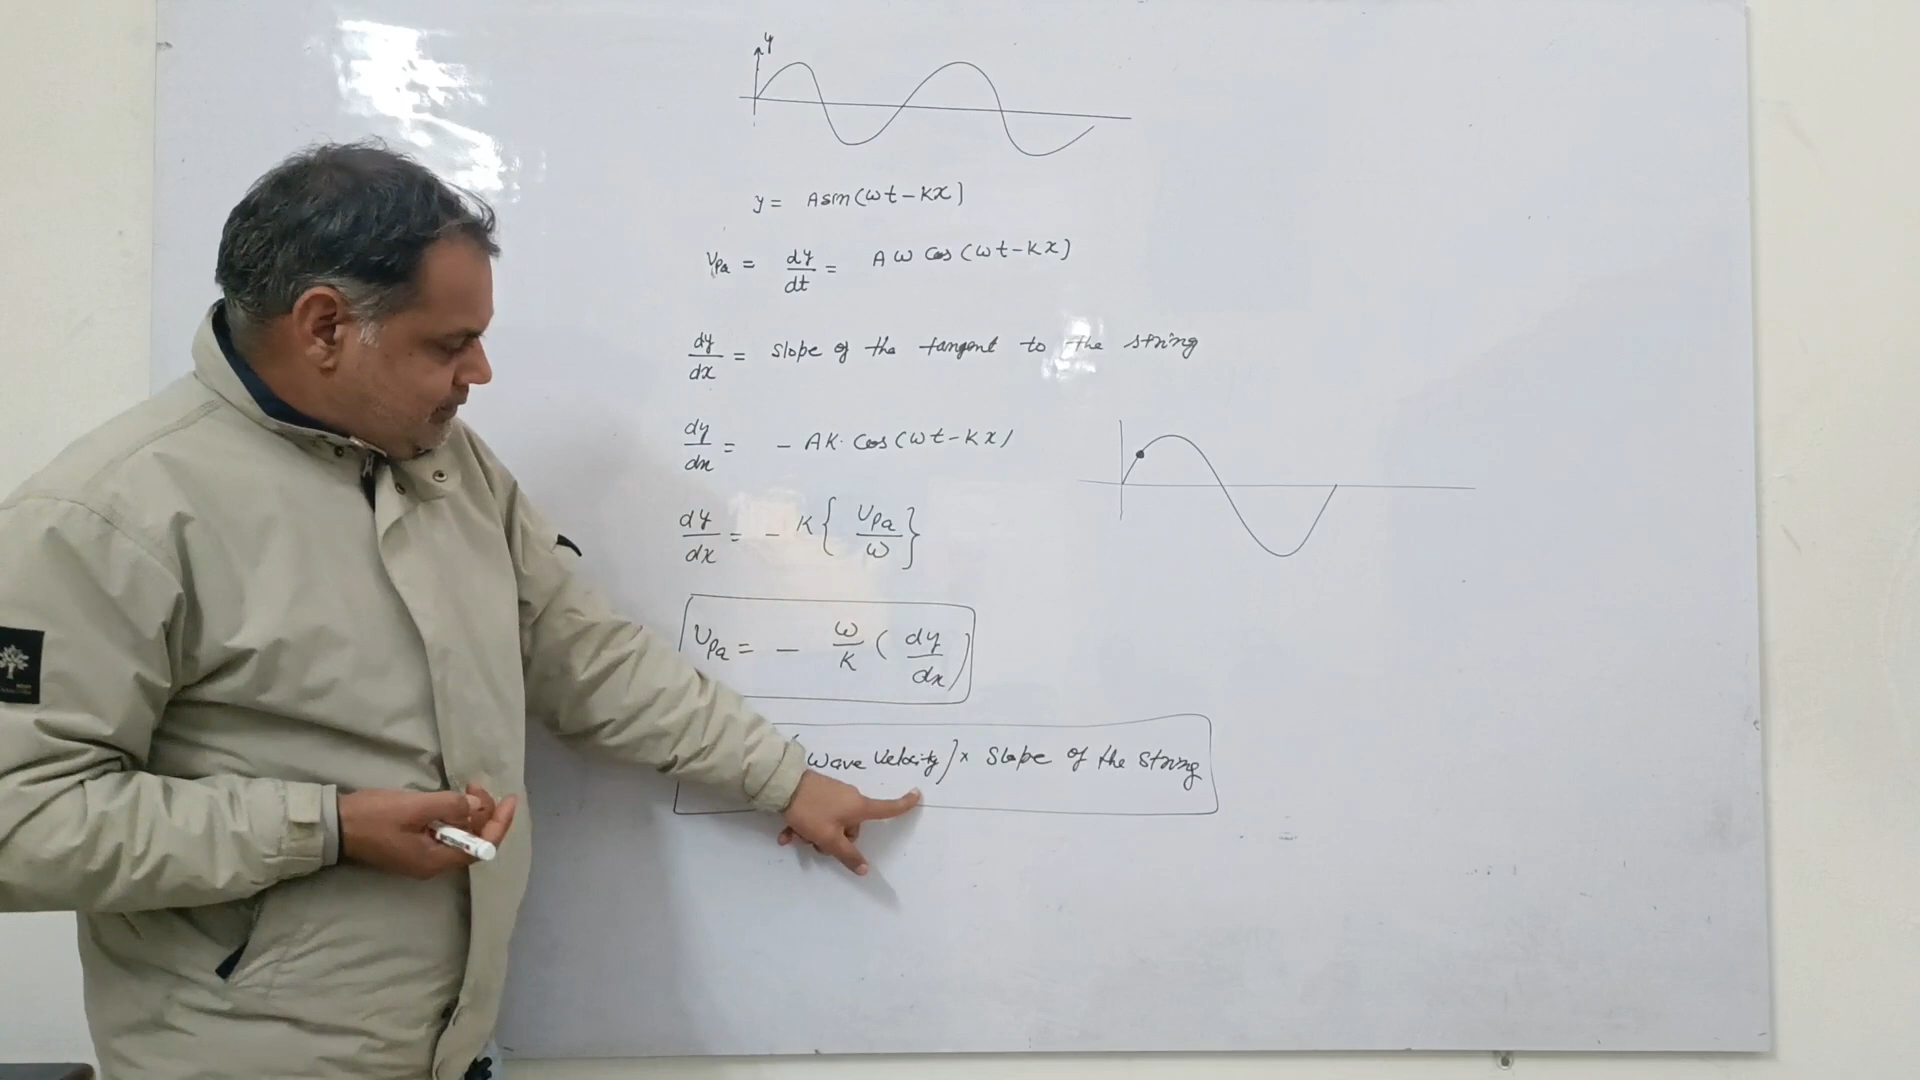 y
y = A sin(ωt - kx)
vPa = dy/dt = A ω Cos (ωt - kx)
dy/dx = slope of the tangent to the string
dy/dx = - AK. Cos (ωt - kx)
dy/dx = - K { vPa/ω }
vPa = - ω/K ( dy/dx )
(Wave Velocity) × Slope of the string